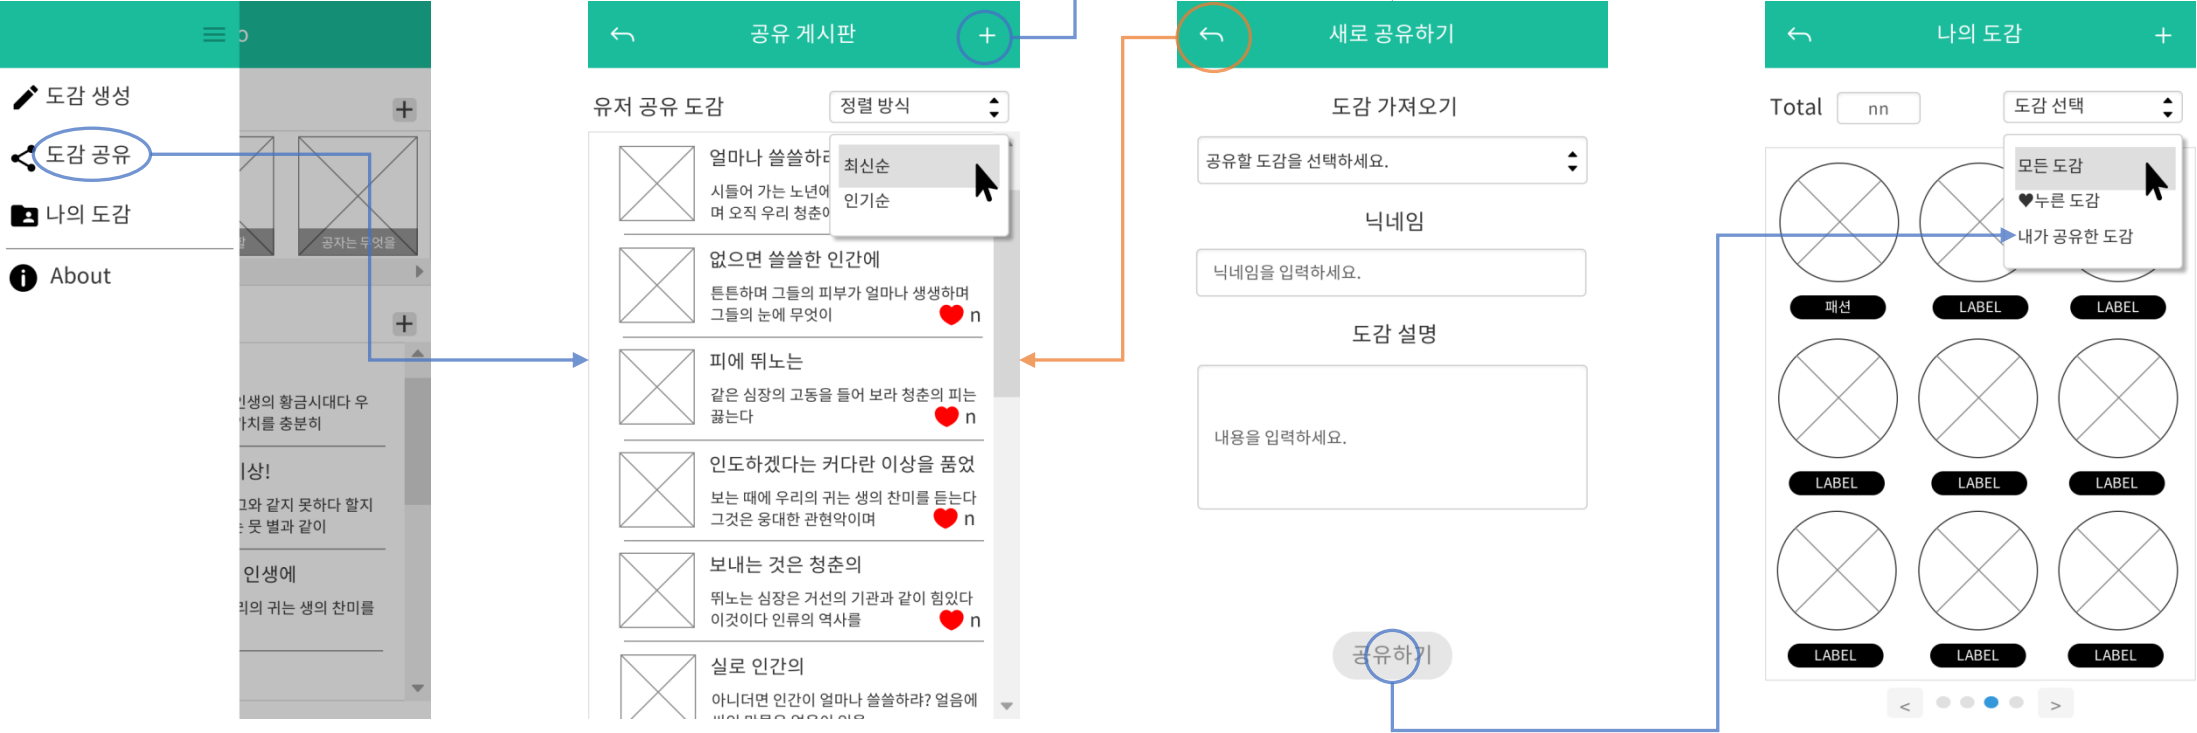 o
도감 생성
도감 공유
나의 도감
About
공자는 무엇을
인생의 황금시대다 우
가치를 충분히
이상!
그와 같지 못하다 할지
는 뭇 별과 같이
인생에
리의 귀는 생의 찬미를
공유 게시판
+
유저 공유 도감
정렬 방식
최신순
인기순
얼마나 쓸쓸하랴
시들어 가는 노년에
며 오직 우리 청춘에
없으면 쓸쓸한 인간에
튼튼하며 그들의 피부가 얼마나 생생하며
그들의 눈에 무엇이
n
피에 뛰노는
같은 심장의 고동을 들어 보라 청춘의 피는
끓는다
n
인도하겠다는 커다란 이상을 품었
보는 때에 우리의 귀는 생의 찬미를 듣는다
그것은 웅대한 관현악이며
n
보내는 것은 청춘의
뛰노는 심장은 거선의 기관과 같이 힘있다
이것이다 인류의 역사를
n
실로 인간의
아니더면 인간이 얼마나 쓸쓸하랴? 얼음에
새로 공유하기
도감 가져오기
공유할 도감을 선택하세요.
닉네임
닉네임을 입력하세요.
도감 설명
내용을 입력하세요.
공유하기
나의 도감
+
Total
nn
도감 선택
모든 도감
♥누른 도감
내가 공유한 도감
패션
LABEL
LABEL
LABEL
LABEL
LABEL
LABEL
LABEL
LABEL
<
>